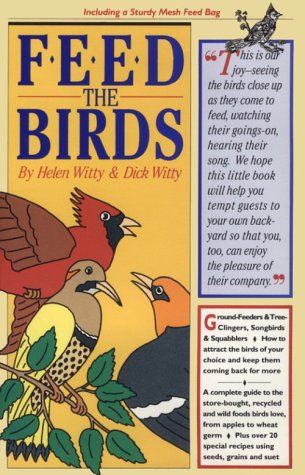 Including a Sturdy Mesh Feed Bag
F·E·E·D
THE
BIRDS
By Helen Witty & Dick Witty
“This is our
joy–seeing
the birds close up
as they come to
feed, watching
their goings-on,
hearing their
song. We hope
this little book
will help you
tempt guests to
your own back-
yard so that you,
too, can enjoy
the pleasure of
their company.”
Ground-Feeders & Tree-
Clingers, Songbirds
& Squabblers ♦ How to
attract the birds of your
choice and keep them
coming back for more
♦
A complete guide to the
store-bought, recycled
and wild foods birds love,
from apples to wheat
germ ♦ Plus over 20
special recipes using
seeds, grains and suet